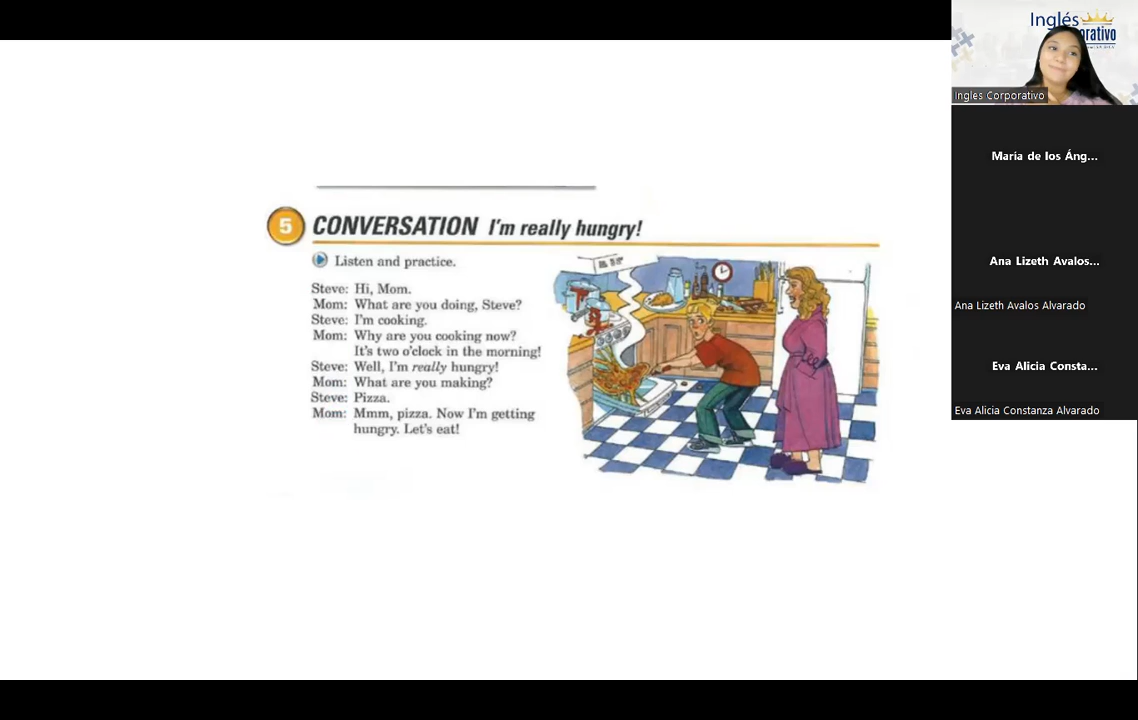 Inglés
Ingles Corporativo
Maria de los Áng...
Ana Lizeth Avalos...
Ana Lizeth Avalos Alvarado
Eva Alicia Consta...
Eva Alicia Constanza Alvarado
5 CONVERSATION I'm really hungry!
Listen and practice.
Steve: Hi, Mom.
Mom: What are you doing, Steve?
Steve: I'm cooking.
Mom: Why are you cooking now?
It's two o'clock in the morning!
Steve: Well, I'm really hungry!
Mom: What are you making?
Steve: Pizza.
Mom: Mmm, pizza. Now I'm getting
hungry. Let's eat!